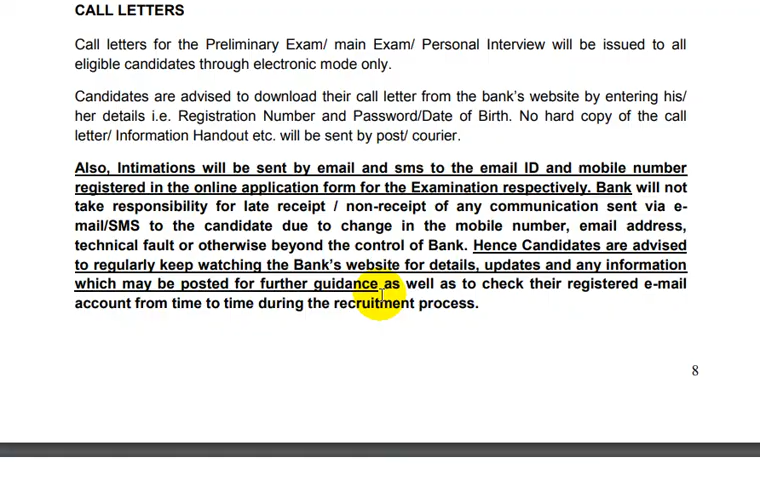 CALL LETTERS
Call letters for the Preliminary Exam/ main Exam/ Personal Interview will be issued to all
eligible candidates through electronic mode only.
Candidates are advised to download their call letter from the bank's website by entering his/
her details i.e. Registration Number and Password/Date of Birth. No hard copy of the call
letter/ Information Handout etc. will be sent by post/ courier.
Also, Intimations will be sent by email and sms to the email ID and mobile number
registered in the online application form for the Examination respectively. Bank will not
take responsibility for late receipt / non-receipt of any communication sent via e-
mail/SMS to the candidate due to change in the mobile number, email address,
technical fault or otherwise beyond the control of Bank. Hence Candidates are advised
to regularly keep watching the Bank's website for details, updates and any information
which may be posted for further guidance as well as to check their registered e-mail
account from time to time during the recruitment process.
8